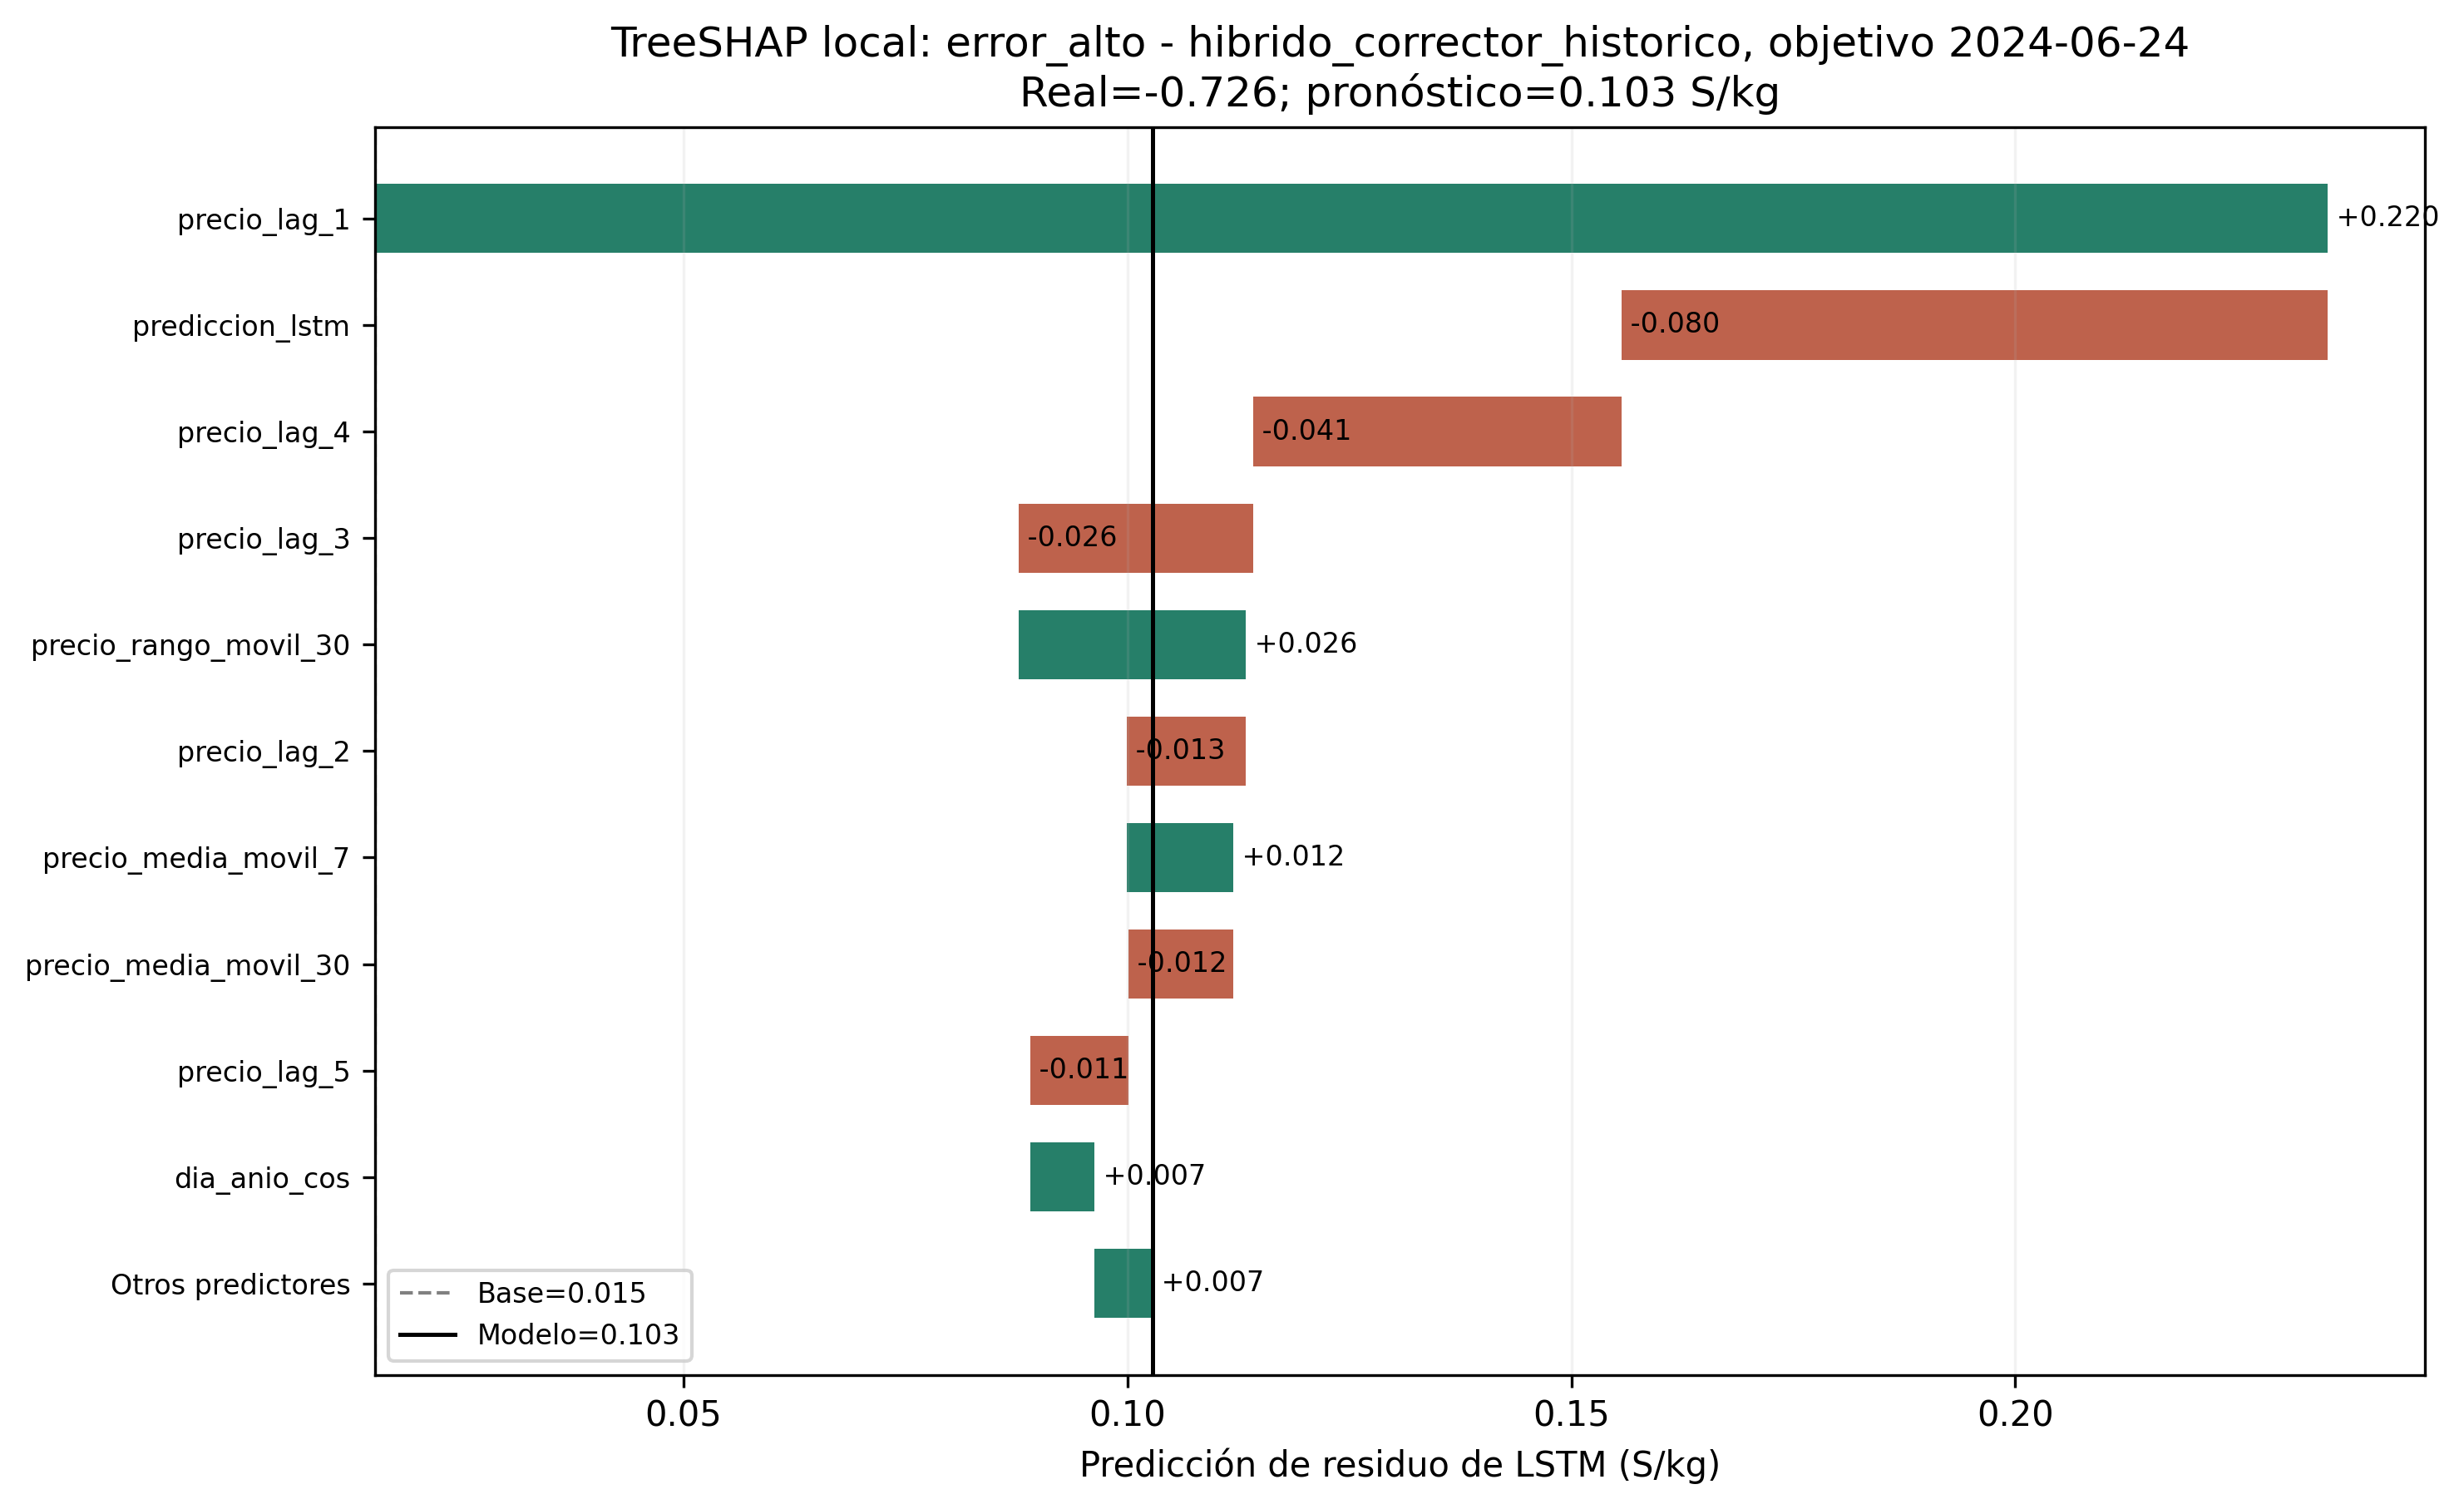 TreeSHAP local: error_alto - hibrido_corrector_historico, objetivo 2024-06-24
Real=-0.726; pronóstico=0.103 S/kg
precio_lag_1
+0.220
prediccion_lstm
-0.080
precio_lag_4
-0.041
precio_lag_3
-0.026
precio_rango_movil_30
+0.026
precio_lag_2
-0.013
precio_media_movil_7
+0.012
precio_media_movil_30
-0.012
precio_lag_5
-0.011
dia_anio_cos
+0.007
Otros predictores
+0.007
Base=0.015
Modelo=0.103
0.05
0.10
0.15
0.20
Predicción de residuo de LSTM (S/kg)